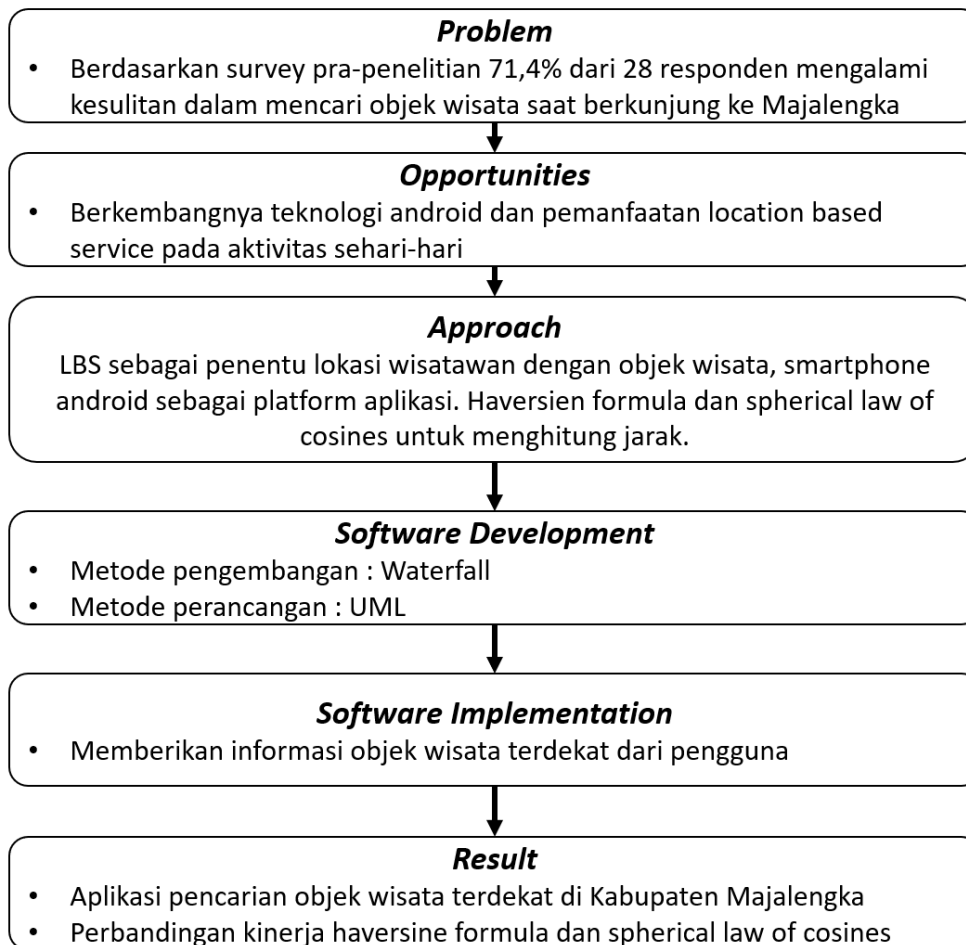 Problem
• Berdasarkan survey pra-penelitian 71,4% dari 28 responden mengalami
kesulitan dalam mencari objek wisata saat berkunjung ke Majalengka
Opportunities
• Berkembangnya teknologi android dan pemanfaatan location based
service pada aktivitas sehari-hari
Approach
LBS sebagai penentu lokasi wisatawan dengan objek wisata, smartphone
android sebagai platform aplikasi. Haversien formula dan spherical law of
cosines untuk menghitung jarak.
Software Development
• Metode pengembangan : Waterfall
• Metode perancangan : UML
Software Implementation
• Memberikan informasi objek wisata terdekat dari pengguna
Result
• Aplikasi pencarian objek wisata terdekat di Kabupaten Majalengka
• Perbandingan kinerja haversine formula dan spherical law of cosines